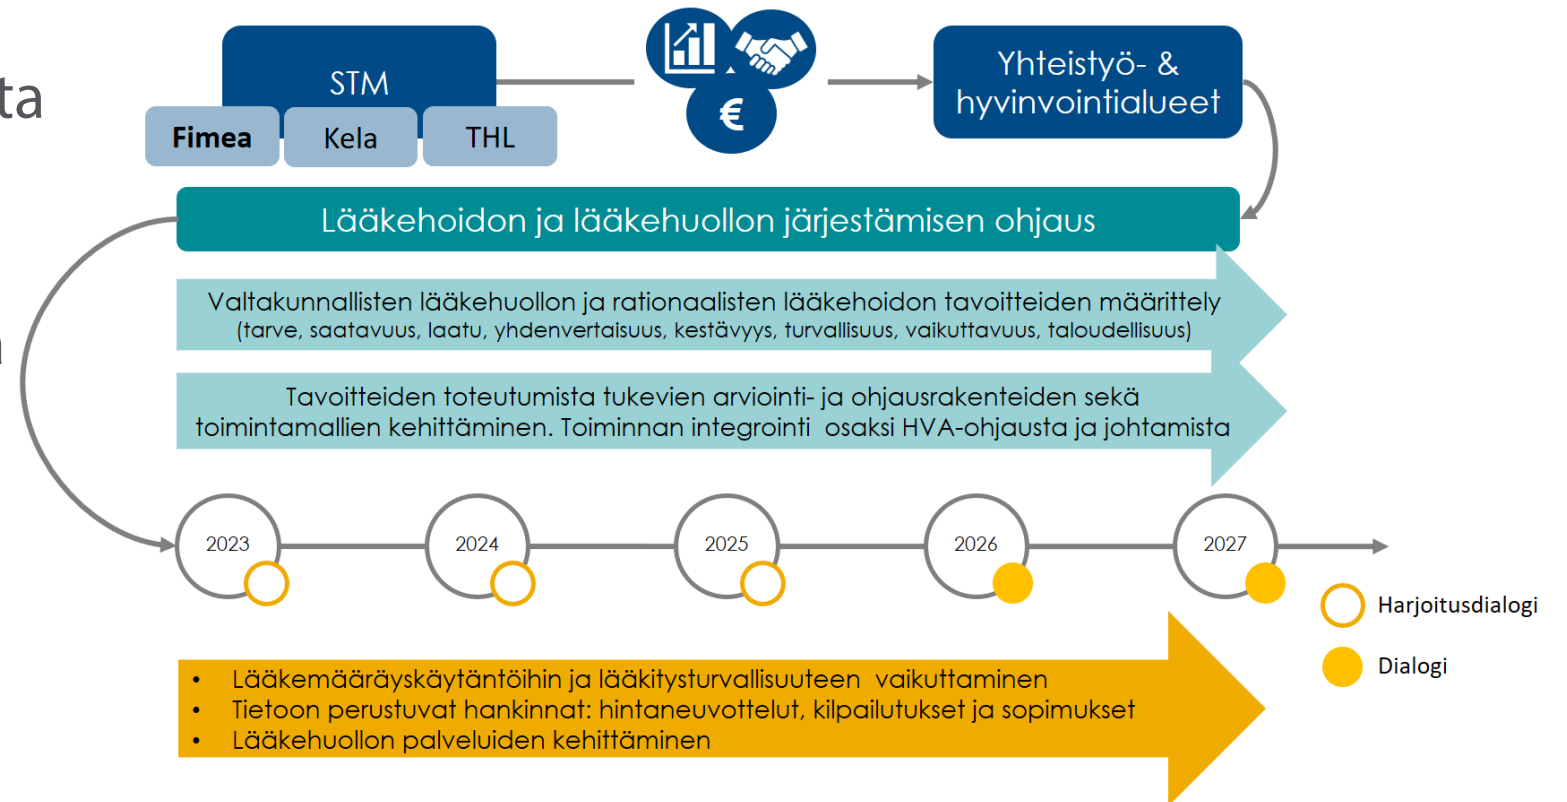 ta
STM
Fimea
Kela
THL
€
Yhteistyö- &
hyvinvointialueet
Lääkehoidon ja lääkehuollon järjestämisen ohjaus
Valtakunnallisten lääkehuollon ja rationaalisten lääkehoidon tavoitteiden määrittely
(tarve, saatavuus, laatu, yhdenvertaisuus, kestävyys, turvallisuus, vaikuttavuus, taloudellisuus)
Tavoitteiden toteutumista tukevien arviointi- ja ohjausrakenteiden sekä
toimintamallien kehittäminen. Toiminnan integrointi osaksi HVA-ohjausta ja johtamista
2023
2024
2025
2026
2027
Harjoitusdialogi
Dialogi
• Lääkemääräyskäytäntöihin ja lääkitysturvallisuuteen vaikuttaminen
• Tietoon perustuvat hankinnat: hintaneuvottelut, kilpailutukset ja sopimukset
• Lääkehuollon palveluiden kehittäminen